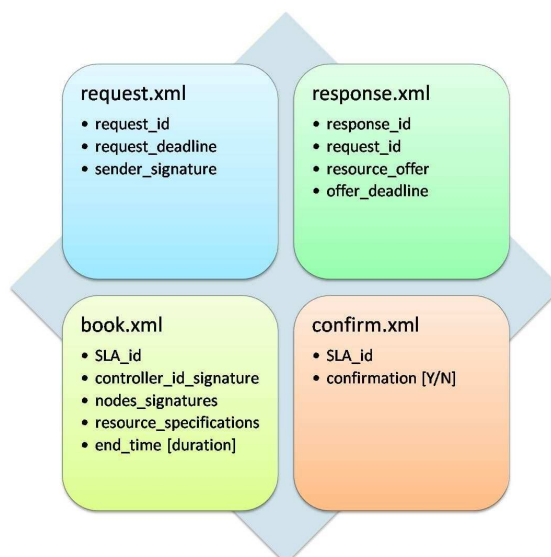 request.xml
• request_id
• request_deadline
• sender_signature
response.xml
• response_id
• request_id
• resource_offer
• offer_deadline
book.xml
• SLA_id
• controller_id_signature
• nodes_signatures
• resource_specifications
• end_time [duration]
confirm.xml
• SLA_id
• confirmation [Y/N]